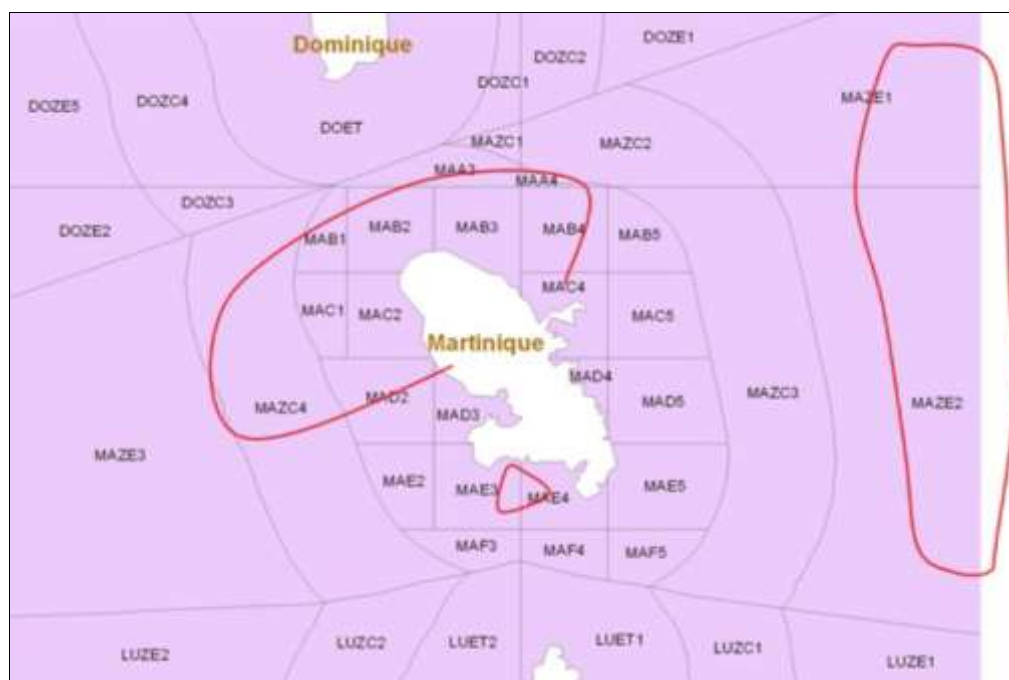 Dominique
DOZE1
DOZC2
DOZC1
MAZE1
DOZC4
DOZE5
DOET
MAZC1
MAZC2
MAA3
MAA4
DOZC3
DOZE2
MAB1
MAB2
MAB3
MAB4
MAB5
MAC4
MAC1
MAC2
MAC5
Martinique
MAD4
MAZC3
MAZC4
MAD2
MAD3
MAD5
MAZE2
MAZE3
MAE2
MAE3
MAE4
MAE5
MAF3
MAF4
MAF5
LUZE2
LUZC2
LUET2
LUET1
LUZC1
LUZE1